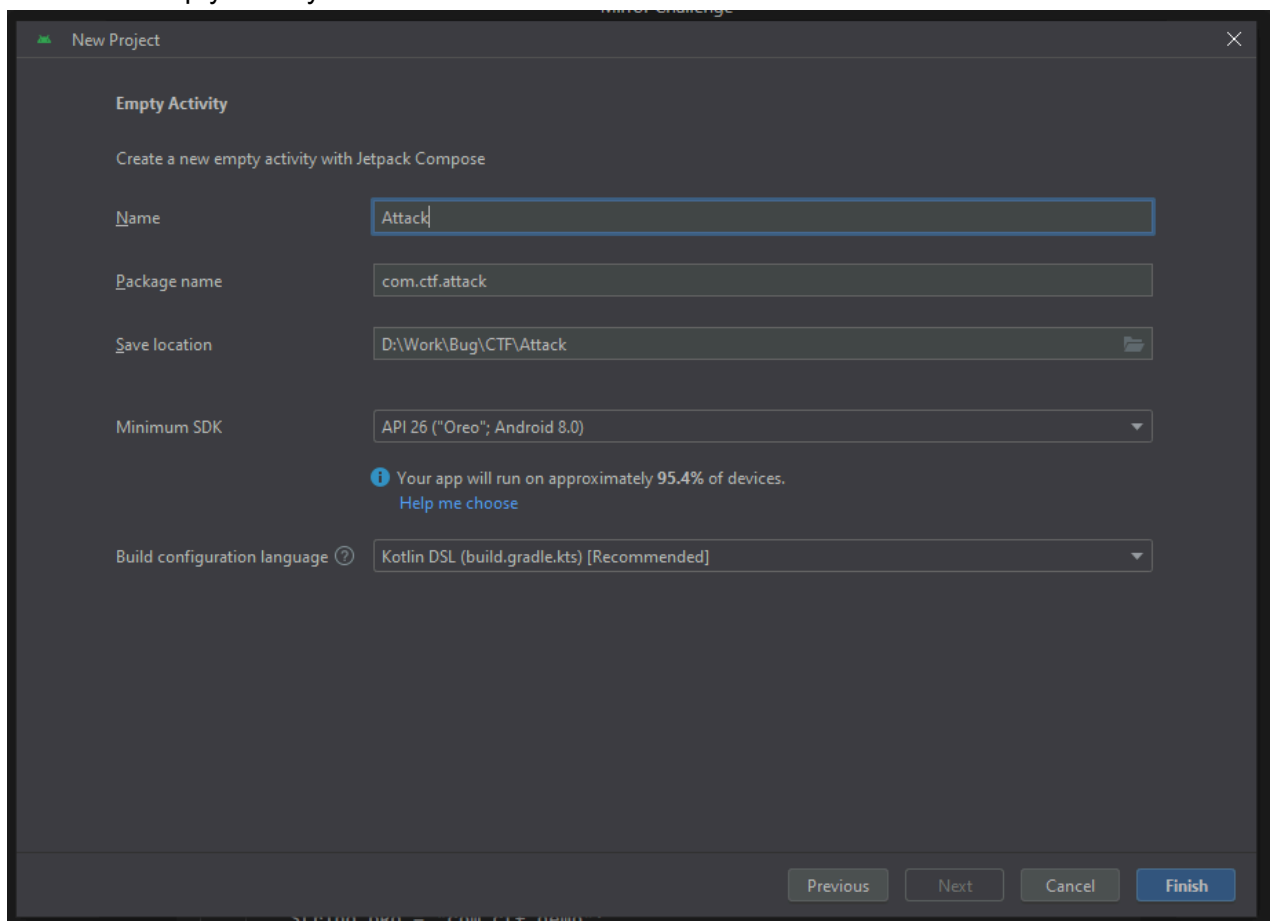 Mirror Challenge
New Project
Empty Activity
Create a new empty activity with Jetpack Compose
Name
Attack
Package name
com.ctf.attack
Save location
D:\Work\Bug\CTF\Attack
Minimum SDK
API 26 ("Oreo"; Android 8.0)
Your app will run on approximately 95.4% of devices.
Help me choose
Build configuration language
Kotlin DSL (build.gradle.kts) [Recommended]
Previous
Next
Cancel
Finish